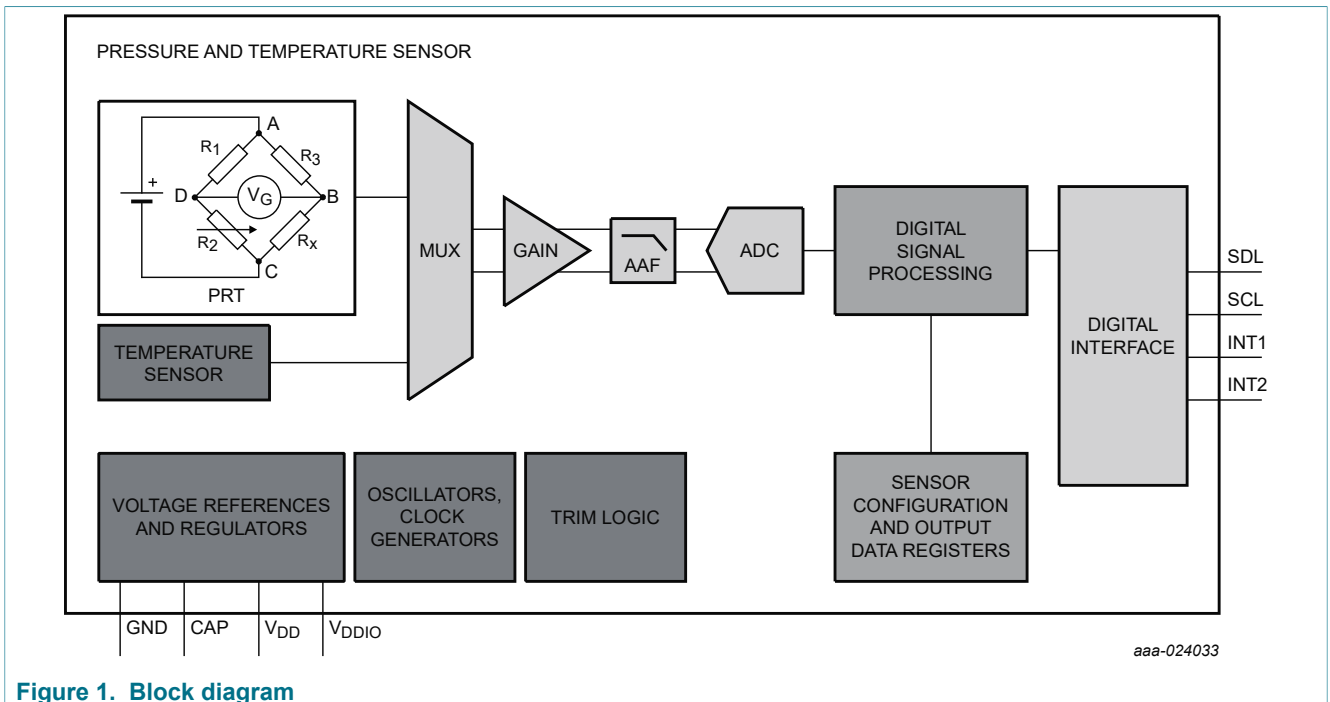 PRESSURE AND TEMPERATURE SENSOR
A
R1
R3
+
D
VG
B
R2
Rx
C
PRT
TEMPERATURE
SENSOR
MUX
GAIN
AAF
ADC
DIGITAL
SIGNAL
PROCESSING
DIGITAL
INTERFACE
SDL
SCL
INT1
INT2
VOLTAGE REFERENCES
AND REGULATORS
OSCILLATORS,
CLOCK
GENERATORS
TRIM LOGIC
SENSOR
CONFIGURATION
AND OUTPUT
DATA REGISTERS
GND
CAP
VDD
VDDIO
aaa-024033
Figure 1. Block diagram